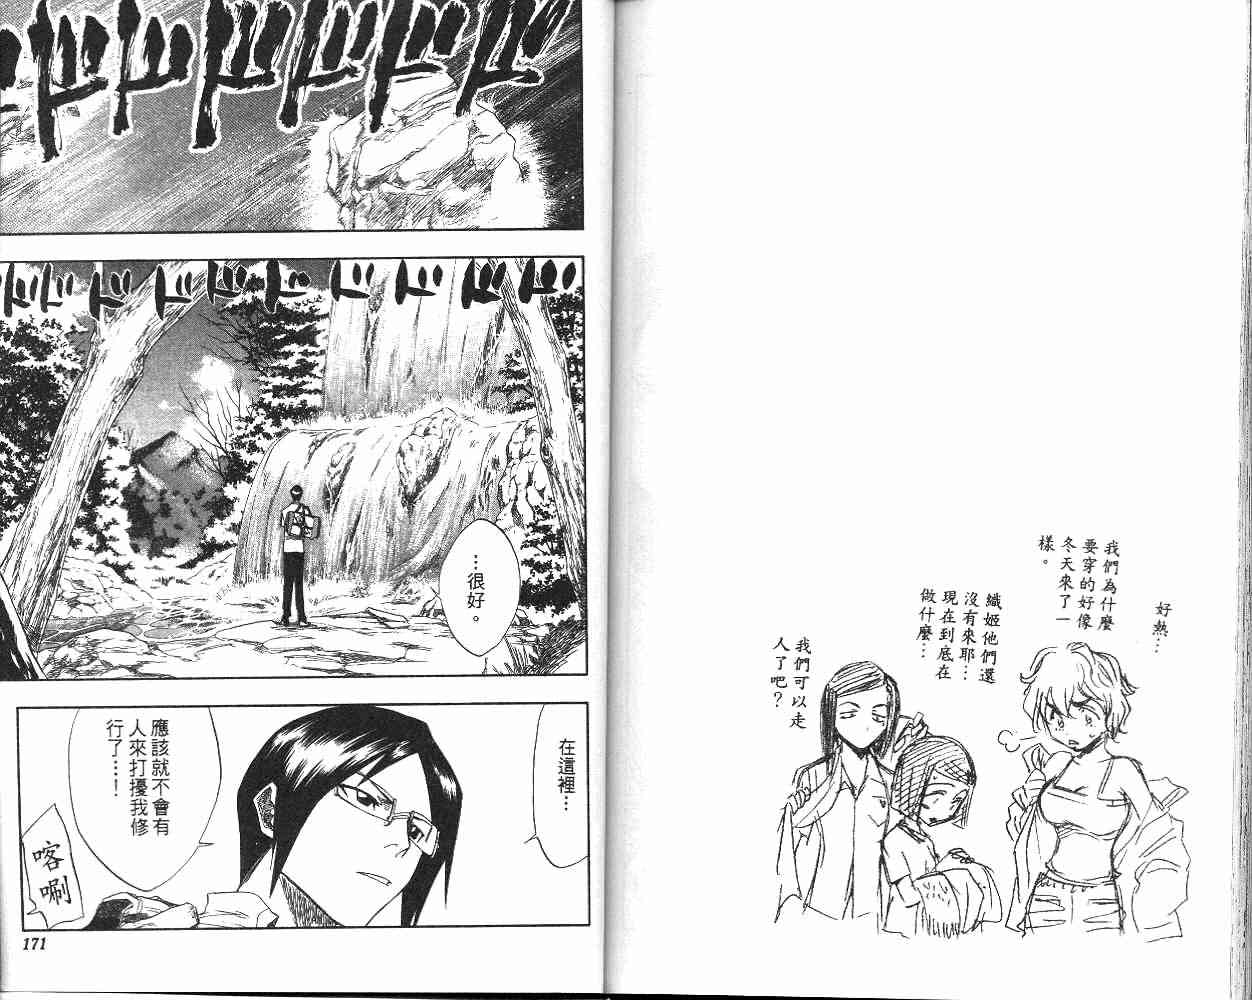 好熱…
我們為什麼
要穿的好像
冬天來了一
樣。
織姬他們還
沒有來耶…
現在到底在
做什麼…
我們可以走
人了吧？
ドドドドドドド
ドドドドドドドドドド
…很好。
在這裡…
應該就不會有
人來打擾我修
行了…！
喀唰
171